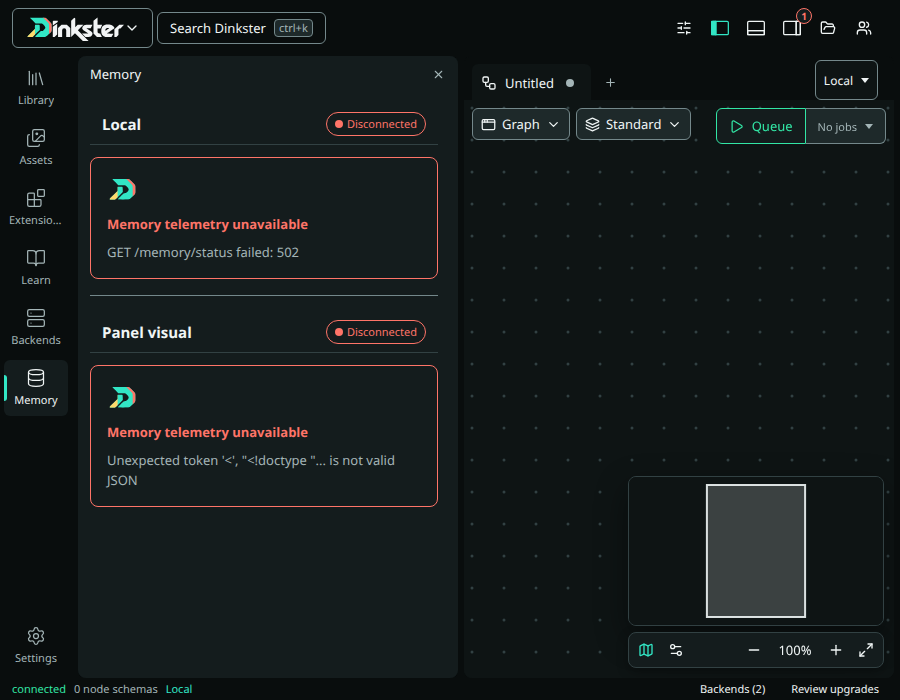 Dinkster
Search Dinkster ctrl+k
1
Library
Assets
Extensio...
Learn
Backends
Memory
Settings
Memory
Local
Disconnected
Memory telemetry unavailable
GET /memory/status failed: 502
Panel visual
Disconnected
Memory telemetry unavailable
Unexpected token '<', "<!doctype "... is not valid
JSON
Untitled
Local
Graph
Standard
Queue
No jobs
100%
connected 0 node schemas Local
Backends (2) Review upgrades